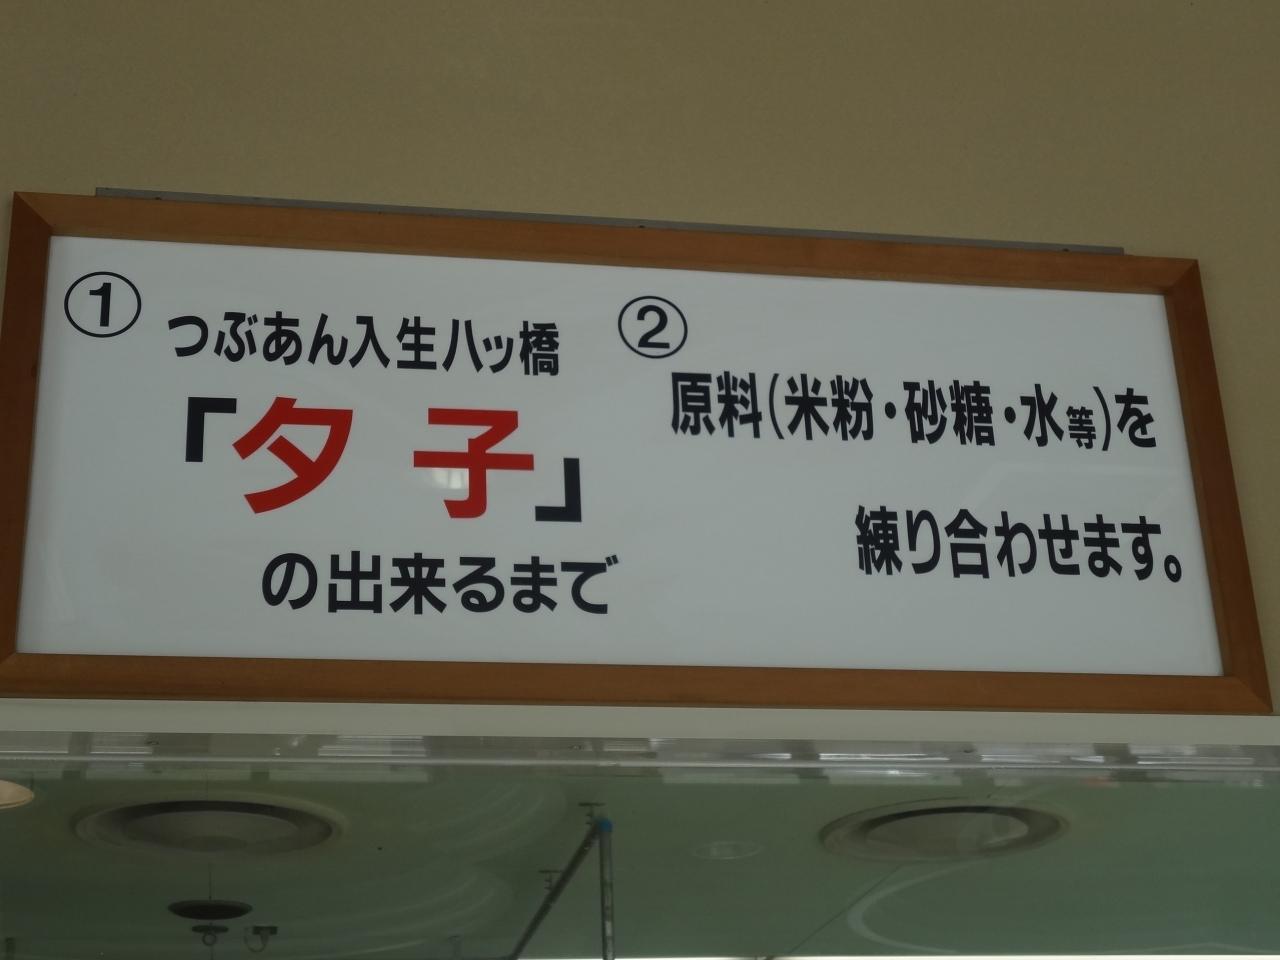 ①
つぶあん入生八ッ橋
「夕子」
の出来るまで
②
原料(米粉・砂糖・水等)を
練り合わせます。